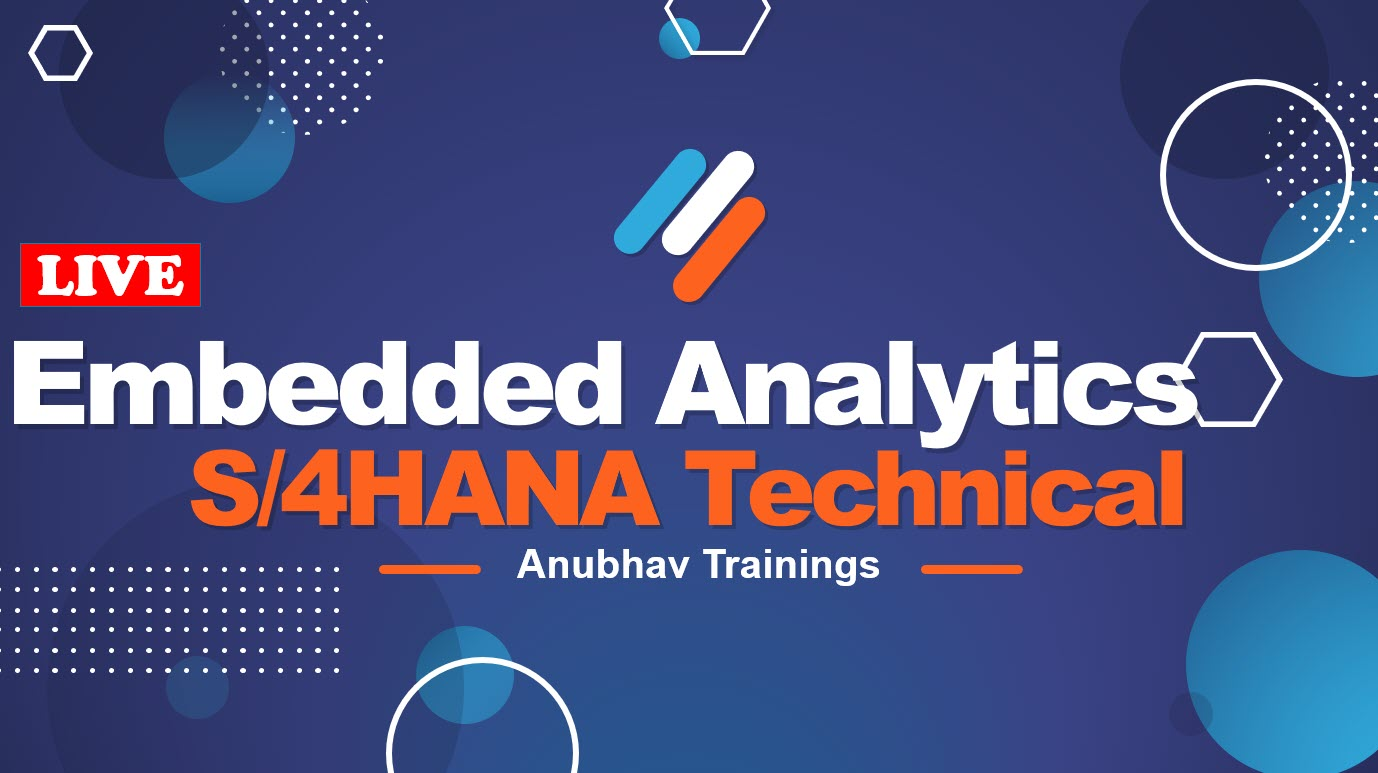 LIVE
Embedded Analytics
S/4HANA Technical
Anubhav Trainings